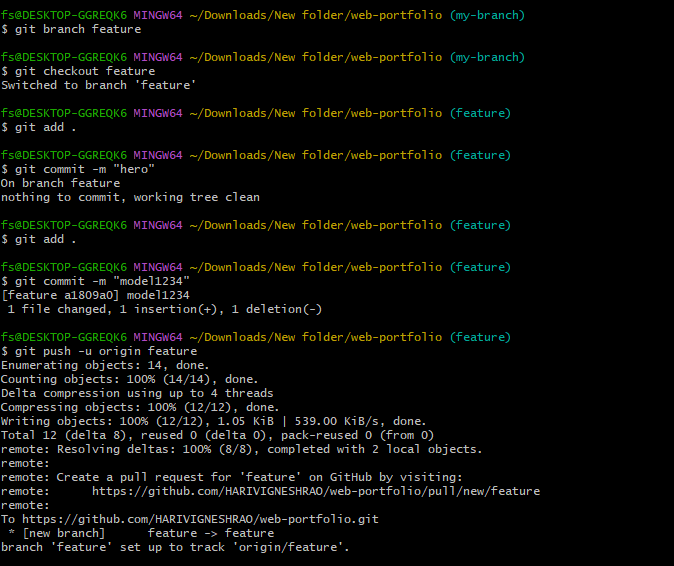 fs@DESKTOP-GGREQK6 MINGW64 ~/Downloads/New folder/web-portfolio (my-branch)
$ git branch feature
fs@DESKTOP-GGREQK6 MINGW64 ~/Downloads/New folder/web-portfolio (my-branch)
$ git checkout feature
Switched to branch 'feature'
fs@DESKTOP-GGREQK6 MINGW64 ~/Downloads/New folder/web-portfolio (feature)
$ git add .
fs@DESKTOP-GGREQK6 MINGW64 ~/Downloads/New folder/web-portfolio (feature)
$ git commit -m "hero"
On branch feature
nothing to commit, working tree clean
fs@DESKTOP-GGREQK6 MINGW64 ~/Downloads/New folder/web-portfolio (feature)
$ git add .
fs@DESKTOP-GGREQK6 MINGW64 ~/Downloads/New folder/web-portfolio (feature)
$ git commit -m "model1234"
[feature a1809a0] model1234
 1 file changed, 1 insertion(+), 1 deletion(-)
fs@DESKTOP-GGREQK6 MINGW64 ~/Downloads/New folder/web-portfolio (feature)
$ git push -u origin feature
Enumerating objects: 14, done.
Counting objects: 100% (14/14), done.
Delta compression using up to 4 threads
Compressing objects: 100% (12/12), done.
Writing objects: 100% (12/12), 1.05 KiB | 539.00 KiB/s, done.
Total 12 (delta 8), reused 0 (delta 0), pack-reused 0 (from 0)
remote: Resolving deltas: 100% (8/8), completed with 2 local objects.
remote:
remote: Create a pull request for 'feature' on GitHub by visiting:
remote:      https://github.com/HARIVIGNESHRAO/web-portfolio/pull/new/feature
remote:
To https://github.com/HARIVIGNESHRAO/web-portfolio.git
 * [new branch]      feature -> feature
branch 'feature' set up to track 'origin/feature'.